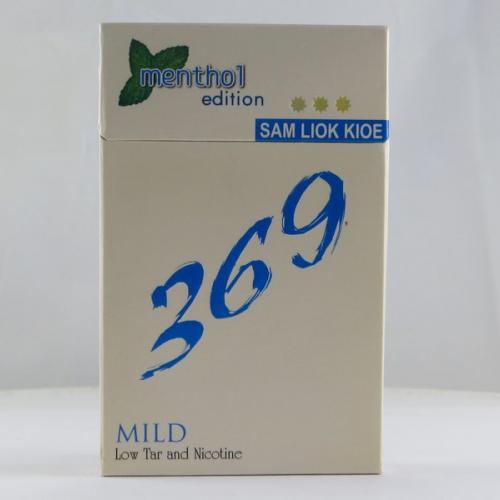 menthol
edition
SAM LIOK KIOE
369
MILD
Low Tar and Nicotine